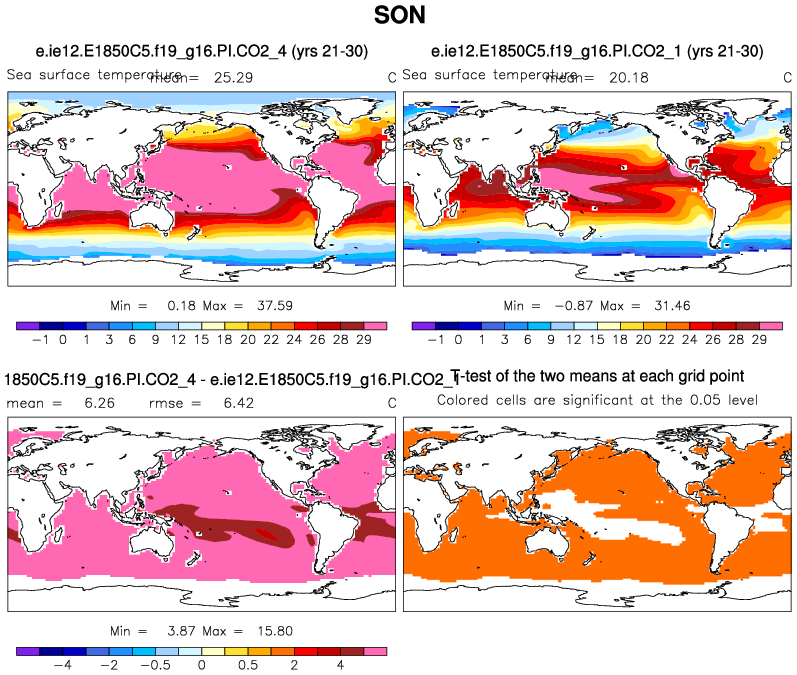 SON
e.ie12.E1850C5.f19_g16.PI.CO2_4 (yrs 21-30)
Sea surface temperature mean= 25.29 C
Min = 0.18 Max = 37.59
-1 0 1 3 6 9 12 15 18 20 22 24 26 28 29
e.ie12.E1850C5.f19_g16.PI.CO2_1 (yrs 21-30)
Sea surface temperature mean= 20.18 C
Min = -0.87 Max = 31.46
-1 0 1 3 6 9 12 15 18 20 22 24 26 28 29
1850C5.f19_g16.PI.CO2_4 - e.ie12.E1850C5.f19_g16.PI.CO2_1
mean = 6.26 rmse = 6.42 C
Min = 3.87 Max = 15.80
-4 -2 -0.5 0 0.5 2 4
T-test of the two means at each grid point
Colored cells are significant at the 0.05 level